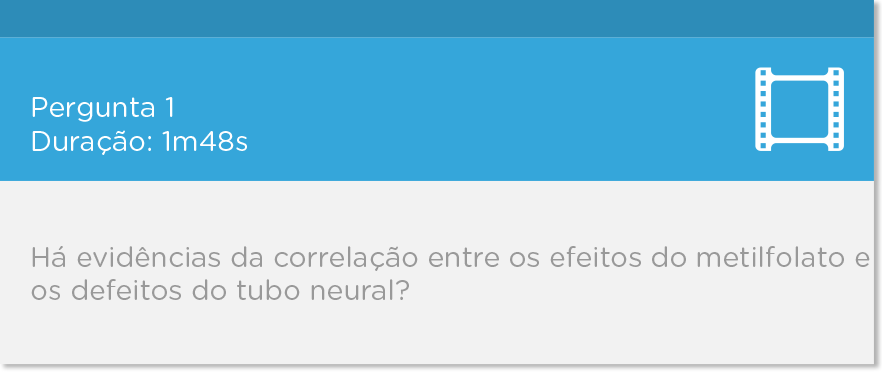 Pergunta 1
Duração: 1m48s
Há evidências da correlação entre os efeitos do metilfolato e
os defeitos do tubo neural?